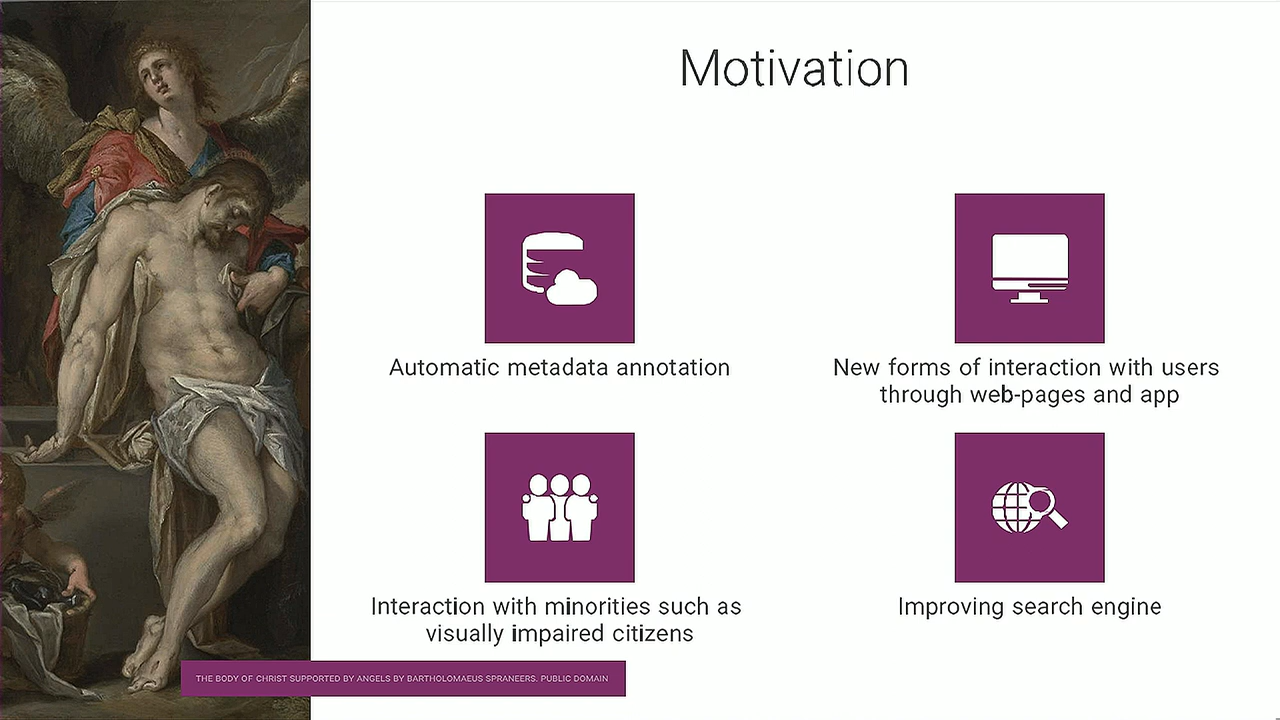 Motivation
Automatic metadata annotation
New forms of interaction with users
through web-pages and app
Interaction with minorities such as
visually impaired citizens
Improving search engine
THE BODY OF CHRIST SUPPORTED BY ANGELS BY BARTHOLOMAEUS SPRANEERS. PUBLIC DOMAIN